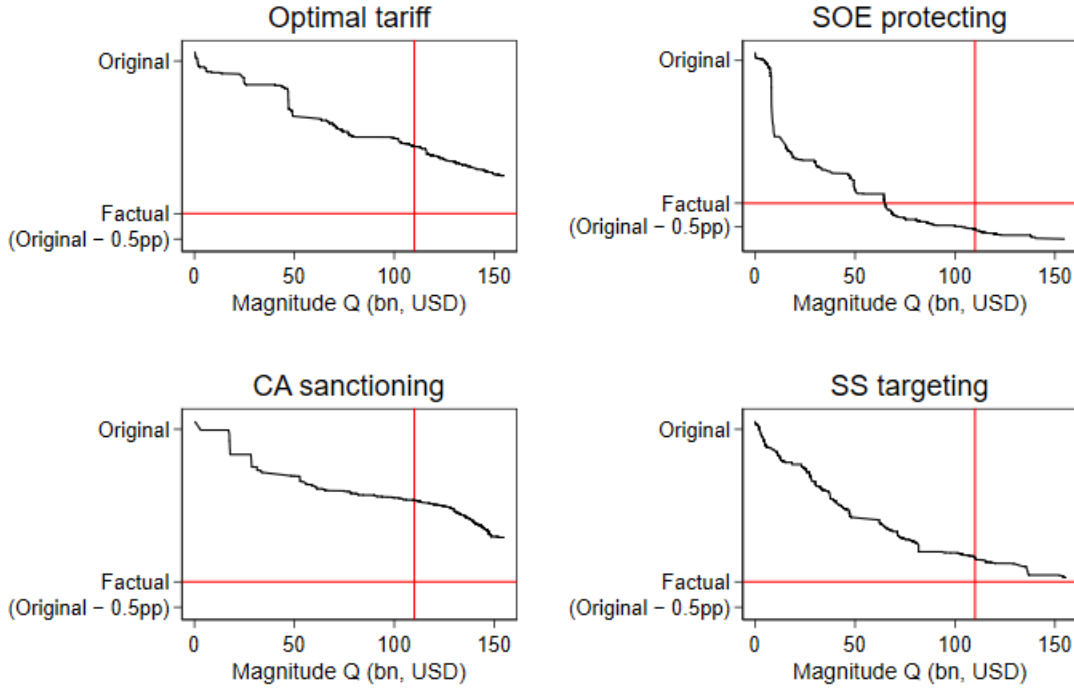 Optimal tariff
Original
Factual
(Original − 0.5pp)
0 50 100 150
Magnitude Q (bn, USD)
SOE protecting
Original
Factual
(Original − 0.5pp)
0 50 100 150
Magnitude Q (bn, USD)
CA sanctioning
Original
Factual
(Original − 0.5pp)
0 50 100 150
Magnitude Q (bn, USD)
SS targeting
Original
Factual
(Original − 0.5pp)
0 50 100 150
Magnitude Q (bn, USD)